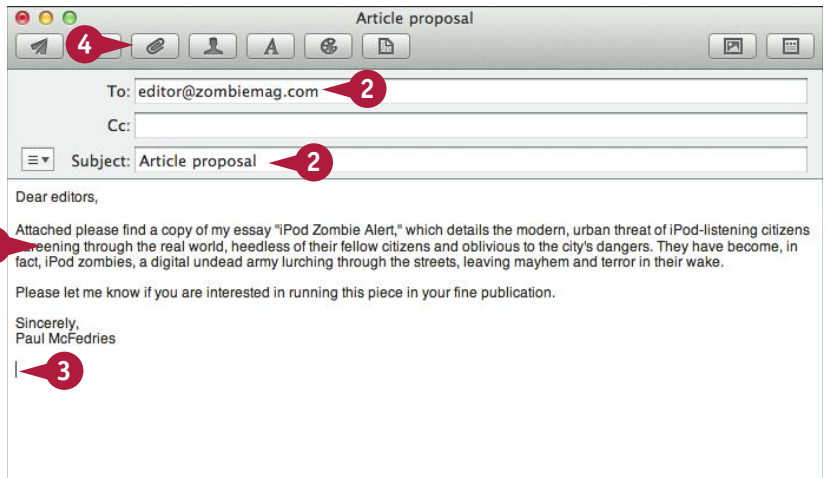 Article proposal
4
To: editor@zombiemag.com 2
Cc:
Subject: Article proposal 2
Dear editors,
Attached please find a copy of my essay "iPod Zombie Alert," which details the modern, urban threat of iPod-listening citizens
through the real world, heedless of their fellow citizens and oblivious to the city's dangers. They have become, in
fact, iPod zombies, a digital undead army lurching through the streets, leaving mayhem and terror in their wake.
Please let me know if you are interested in running this piece in your fine publication.
Sincerely,
Paul McFedries
3